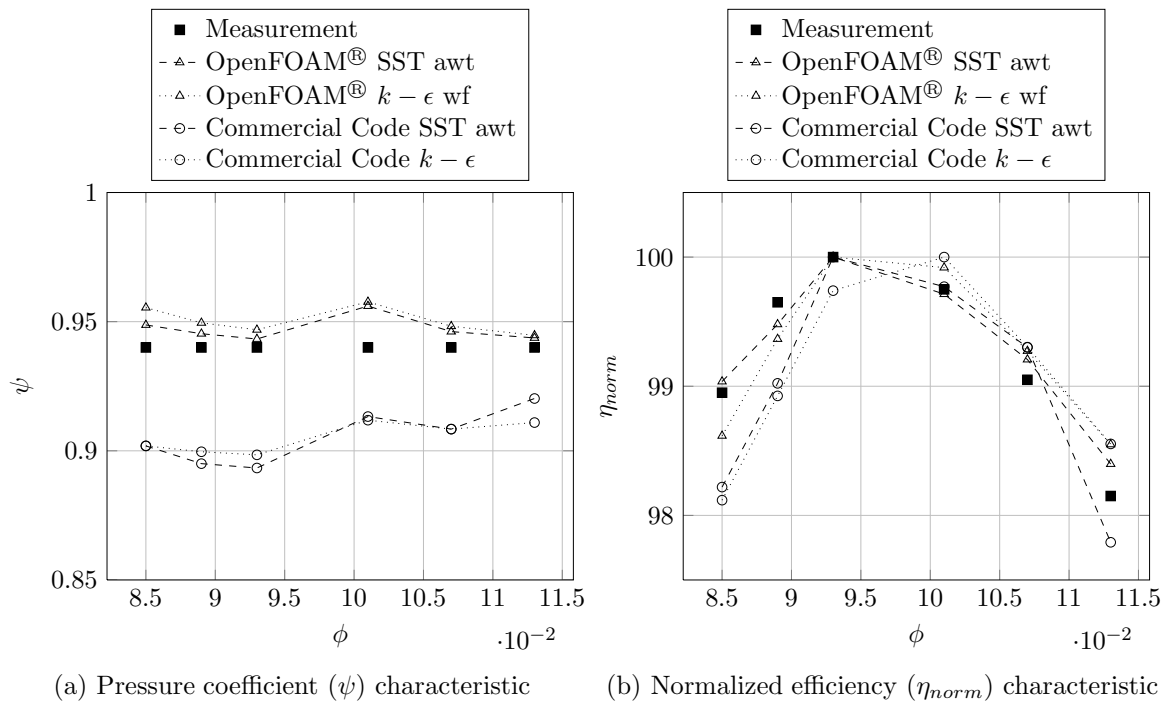 Measurement
OpenFOAM® SST awt
OpenFOAM® k − ϵ wf
Commercial Code SST awt
Commercial Code k − ϵ
1
0.95
0.9
0.85
ψ
8.5 9 9.5 10 10.5 11 11.5
ϕ
·10−2
(a) Pressure coefficient (ψ) characteristic
Measurement
OpenFOAM® SST awt
OpenFOAM® k − ϵ wf
Commercial Code SST awt
Commercial Code k − ϵ
100
99
98
ηnorm
8.5 9 9.5 10 10.5 11 11.5
ϕ
·10−2
(b) Normalized efficiency (ηnorm) characteristic